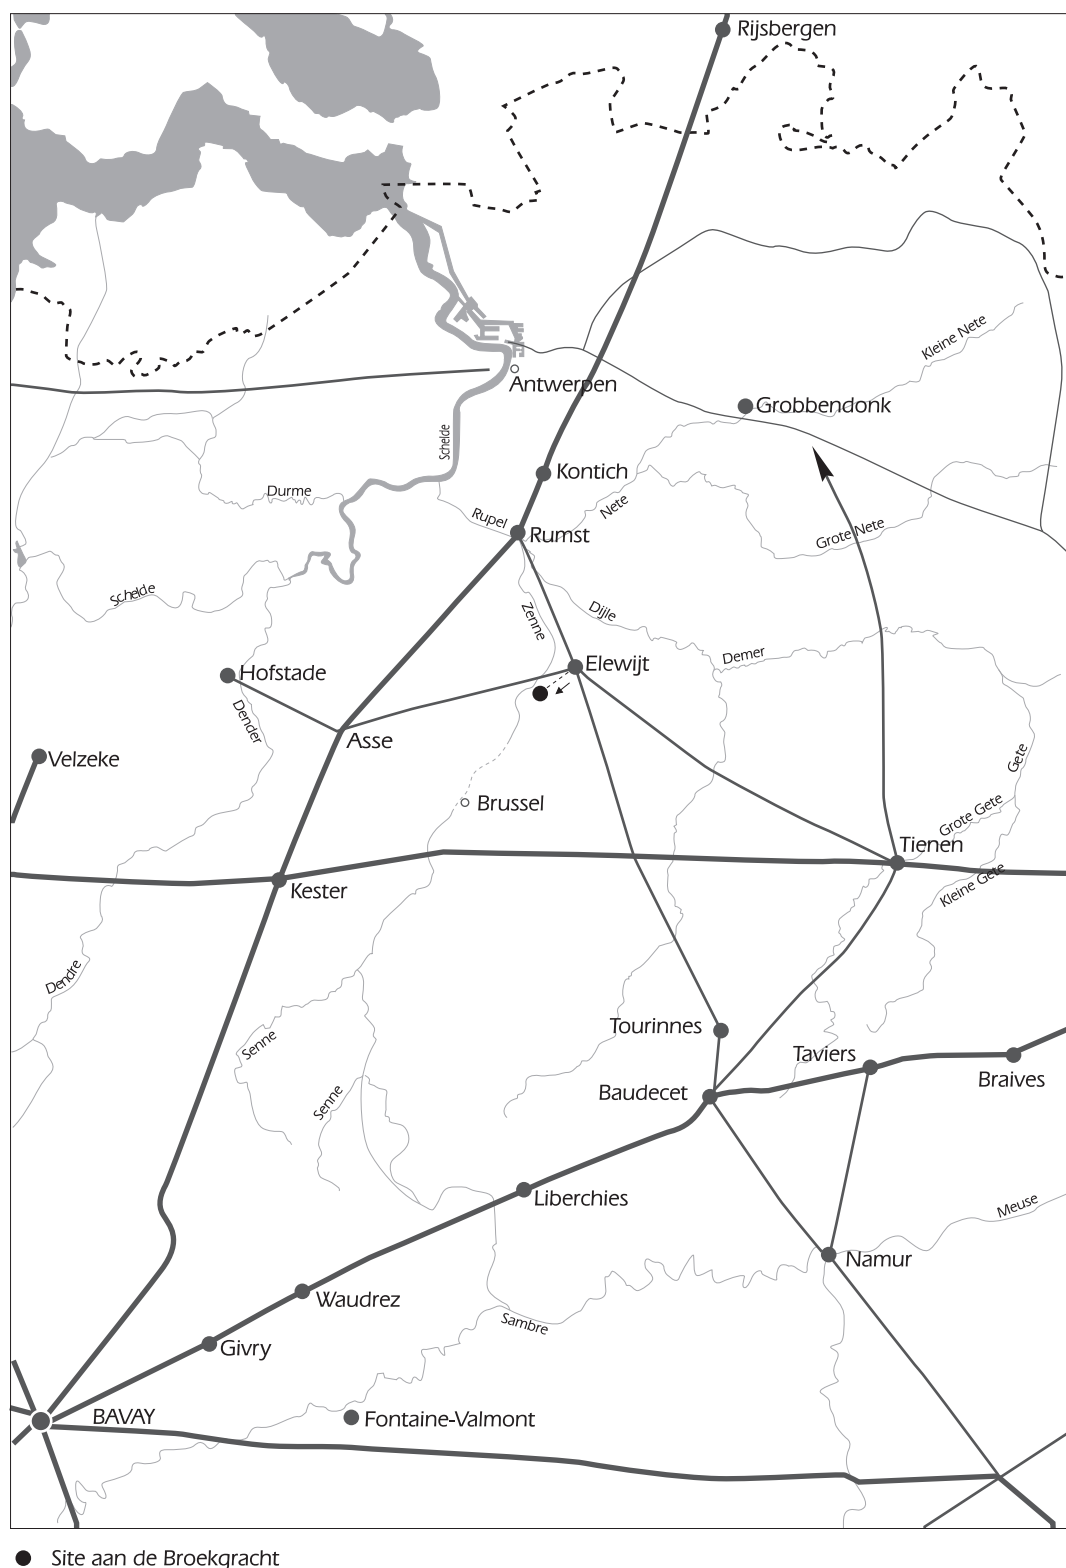 Rijsbergen
Kleine Nete
Antwerpen
Grobbendonk
Schelde
Kontich
Durme
Nete
Rupel
Rumst
Grote Nete
Schelde
Zenne
Dijle
Demer
Elewijt
Hofstade
Dender
Asse
Velzeke
Gete
Brussel
Grote Gete
Tienen
Kester
Kleine Gete
Dendre
Tourinnes
Senne
Taviers
Braives
Baudecet
Senne
Liberchies
Meuse
Namur
Waudrez
Sambre
Givry
BAVAY
Fontaine-Valmont
Site aan de Broekgracht